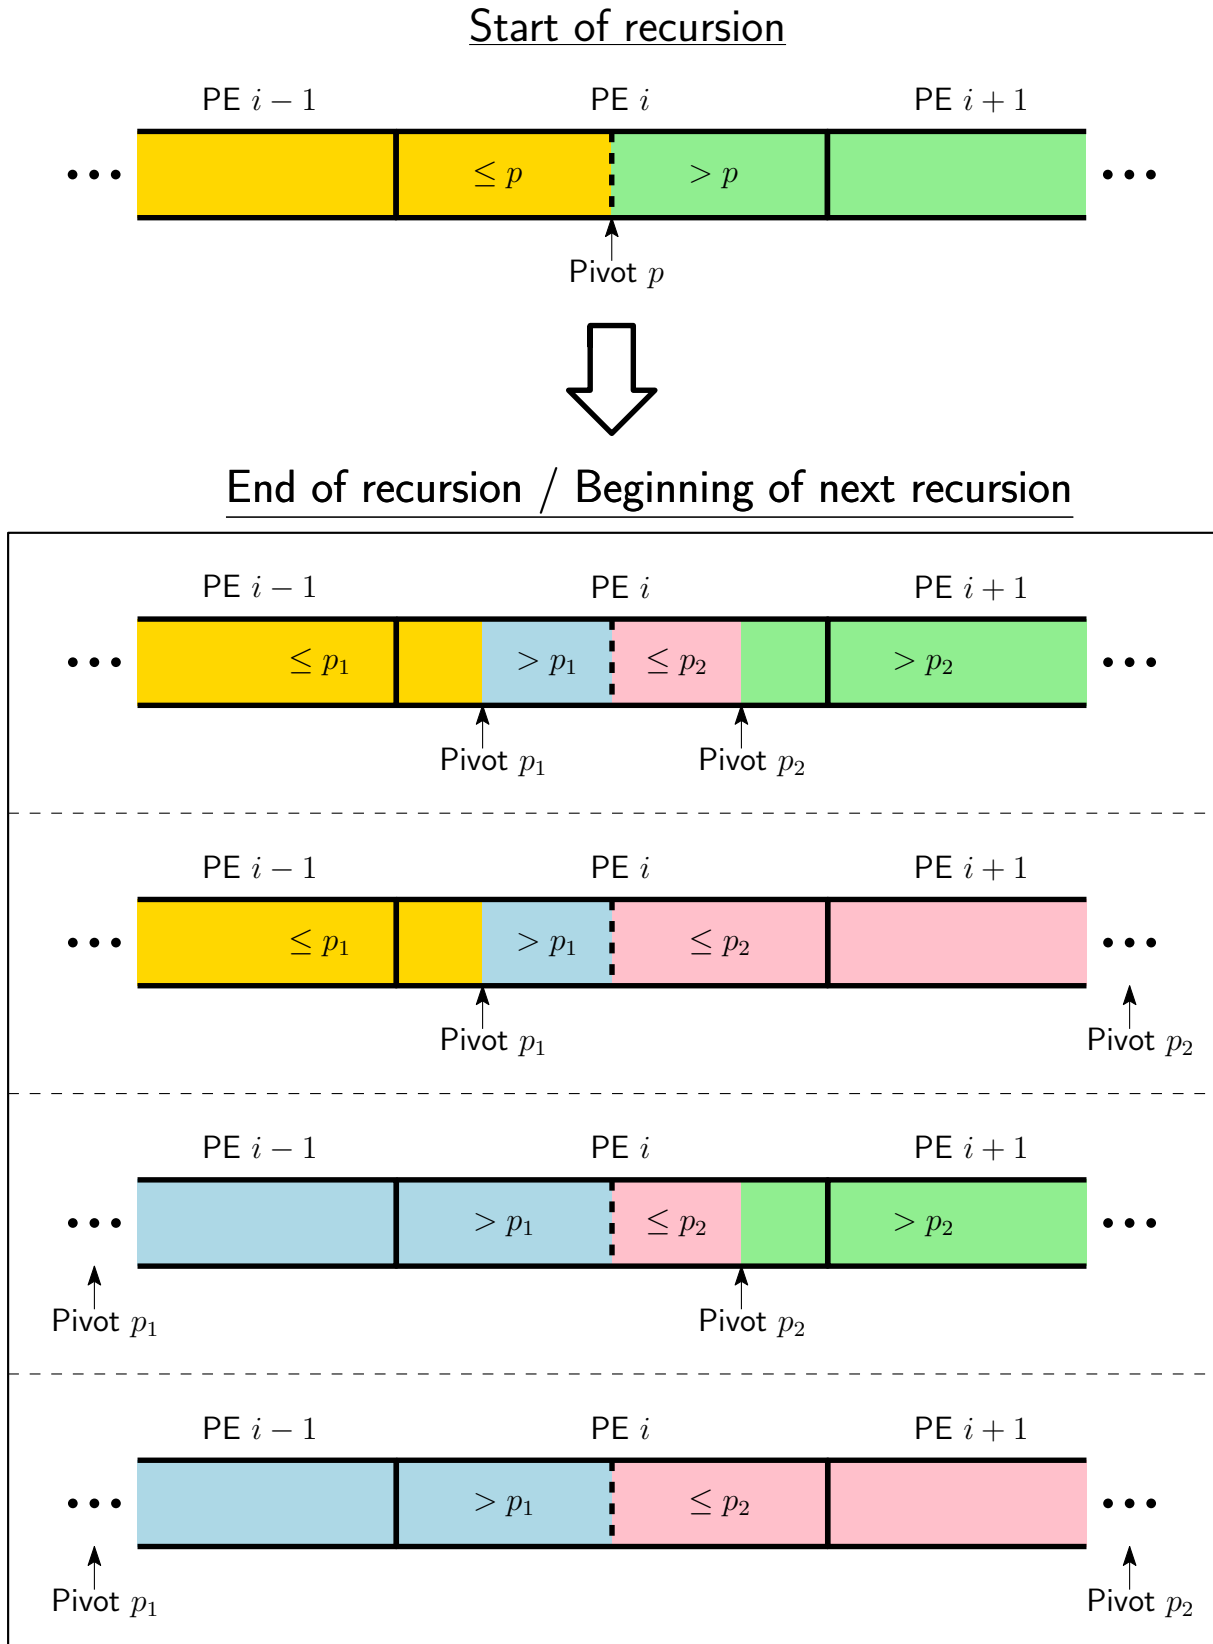 Start of recursion
PE i − 1 PE i PE i + 1
••• ≤ p > p •••
Pivot p
End of recursion / Beginning of next recursion
PE i − 1 PE i PE i + 1
••• ≤ p₁ > p₁ ≤ p₂ > p₂ •••
Pivot p₁ Pivot p₂
PE i − 1 PE i PE i + 1
••• ≤ p₁ > p₁ ≤ p₂ •••
Pivot p₁ Pivot p₂
PE i − 1 PE i PE i + 1
••• > p₁ ≤ p₂ > p₂ •••
Pivot p₁ Pivot p₂
PE i − 1 PE i PE i + 1
••• > p₁ ≤ p₂ •••
Pivot p₁ Pivot p₂